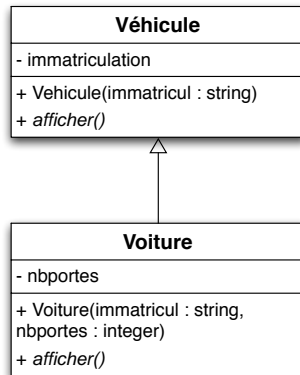 Véhicule
- immatriculation
+ Vehicule(immatricul : string)
+ afficher()
Voiture
- nbportes
+ Voiture(immatricul : string,
nbportes : integer)
+ afficher()